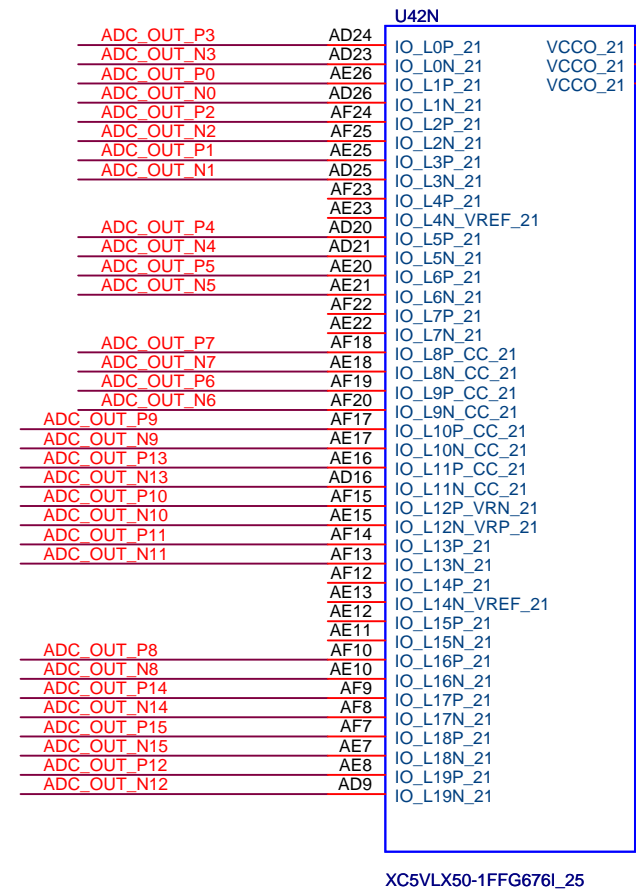 U42N
ADC_OUT_P3 AD24 IO_L0P_21 VCCO_21
ADC_OUT_N3 AD23 IO_L0N_21 VCCO_21
ADC_OUT_P0 AE26 IO_L1P_21 VCCO_21
ADC_OUT_N0 AD26 IO_L1N_21
ADC_OUT_P2 AF24 IO_L2P_21
ADC_OUT_N2 AF25 IO_L2N_21
ADC_OUT_P1 AE25 IO_L3P_21
ADC_OUT_N1 AD25 IO_L3N_21
AF23 IO_L4P_21
AE23 IO_L4N_VREF_21
ADC_OUT_P4 AD20 IO_L5P_21
ADC_OUT_N4 AD21 IO_L5N_21
ADC_OUT_P5 AE20 IO_L6P_21
ADC_OUT_N5 AE21 IO_L6N_21
AF22 IO_L7P_21
AE22 IO_L7N_21
ADC_OUT_P7 AF18 IO_L8P_CC_21
ADC_OUT_N7 AE18 IO_L8N_CC_21
ADC_OUT_P6 AF19 IO_L9P_CC_21
ADC_OUT_N6 AF20 IO_L9N_CC_21
ADC_OUT_P9 AF17 IO_L10P_CC_21
ADC_OUT_N9 AE17 IO_L10N_CC_21
ADC_OUT_P13 AE16 IO_L11P_CC_21
ADC_OUT_N13 AD16 IO_L11N_CC_21
ADC_OUT_P10 AF15 IO_L12P_VRN_21
ADC_OUT_N10 AE15 IO_L12N_VRP_21
ADC_OUT_P11 AF14 IO_L13P_21
ADC_OUT_N11 AF13 IO_L13N_21
AF12 IO_L14P_21
AE13 IO_L14N_VREF_21
AE12 IO_L15P_21
AE11 IO_L15N_21
ADC_OUT_P8 AF10 IO_L16P_21
ADC_OUT_N8 AE10 IO_L16N_21
ADC_OUT_P14 AF9 IO_L17P_21
ADC_OUT_N14 AF8 IO_L17N_21
ADC_OUT_P15 AF7 IO_L18P_21
ADC_OUT_N15 AE7 IO_L18N_21
ADC_OUT_P12 AE8 IO_L19P_21
ADC_OUT_N12 AD9 IO_L19N_21
XC5VLX50-1FFG676I_25